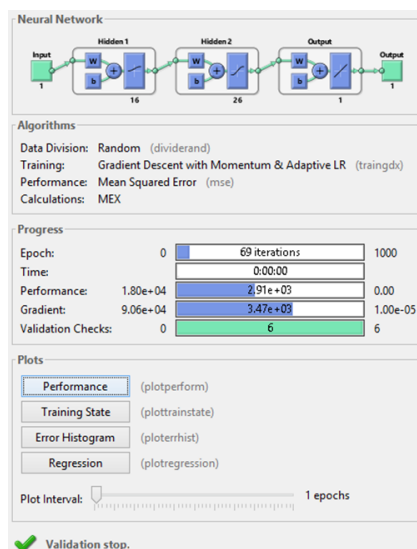 Neural Network
Hidden 1 Hidden 2 Output
Input Output
W W W
b b b
1 16 26 1 1
Algorithms
Data Division: Random (dividerand)
Training: Gradient Descent with Momentum & Adaptive LR (traingdx)
Performance: Mean Squared Error (mse)
Calculations: MEX
Progress
Epoch: 0 69 iterations 1000
Time: 0:00:00
Performance: 1.80e+04 2.91e+03 0.00
Gradient: 9.06e+04 3.47e+03 1.00e-05
Validation Checks: 0 6 6
Plots
Performance (plotperform)
Training State (plottrainstate)
Error Histogram (ploterrhist)
Regression (plotregression)
Plot Interval: 1 epochs
Validation stop.